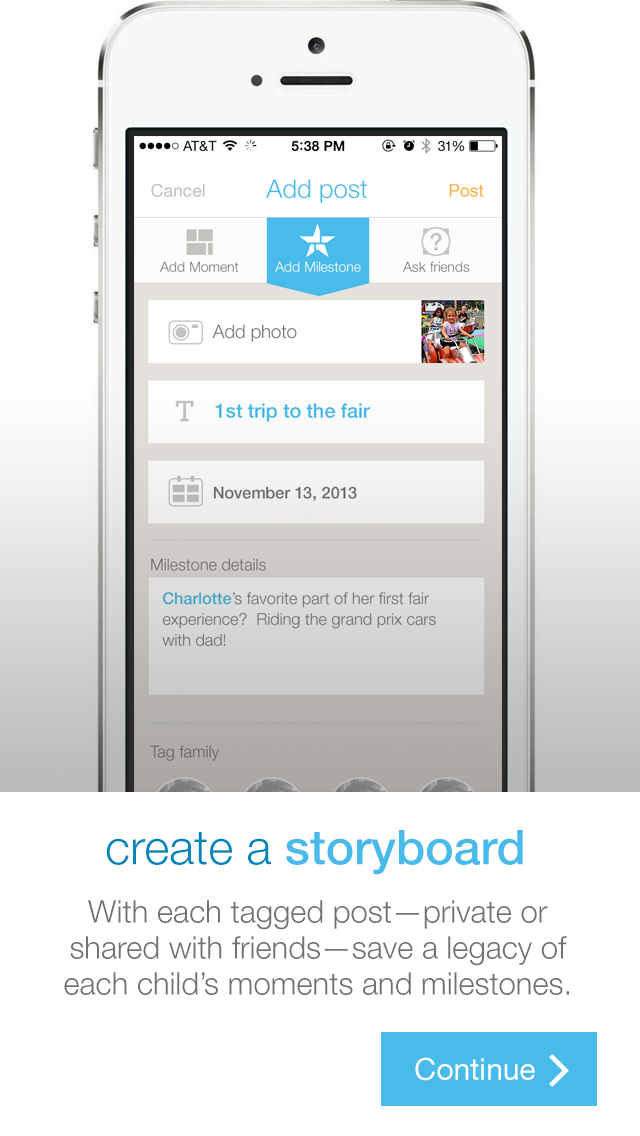 AT&T 5:38 PM 31%
Cancel Add post Post
Add Moment Add Milestone Ask friends
Add photo
T 1st trip to the fair
November 13, 2013
Milestone details
Charlotte's favorite part of her first fair
experience?  Riding the grand prix cars
with dad!
Tag family
create a storyboard
With each tagged post—private or
shared with friends—save a legacy of
each child's moments and milestones.
Continue